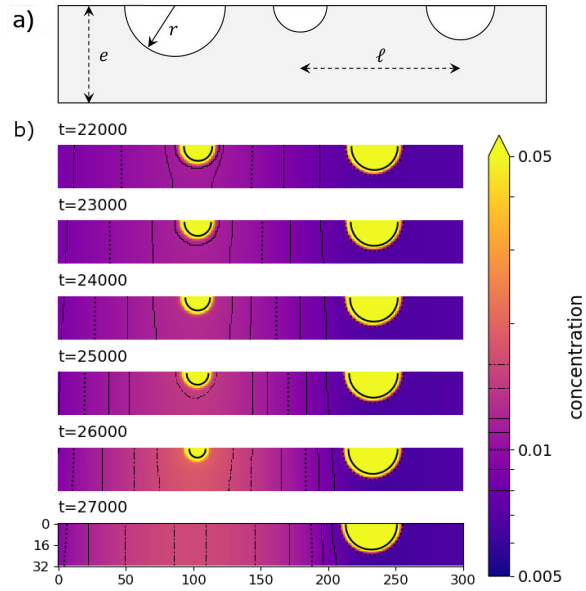 a)
r
e
ℓ
b)
t=22000
0.05
t=23000
t=24000
t=25000
concentration
0.01
t=26000
t=27000
0
16
32
0 50 100 150 200 250 300
0.005